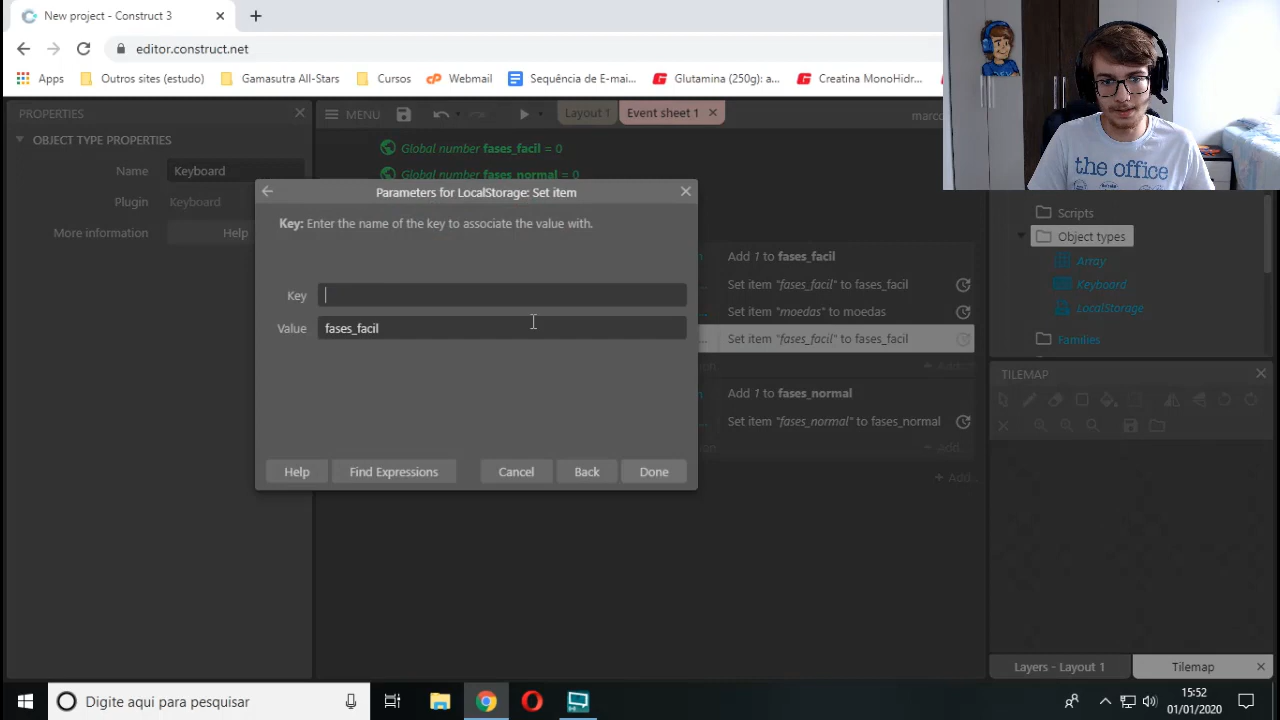 New project - Construct 3
editor.construct.net
Apps
Outros sites (estudo)
Gamasutra All-Stars
Cursos
Webmail
Sequência de E-mai...
Glutamina (250g): a...
Creatina MonoHidr...
PROPERTIES
MENU
Layout 1
Event sheet 1
OBJECT TYPE PROPERTIES
Name Keyboard
Plugin Keyboard
More information Help
Global number fases_facil = 0
Global number fases_normal = 0
Parameters for LocalStorage: Set item
Key: Enter the name of the key to associate the value with.
Key
Value fases_facil
Help
Find Expressions
Cancel
Back
Done
Add 1 to fases_facil
Set item "fases_facil" to fases_facil
Set item "moedas" to moedas
Set item "fases_facil" to fases_facil
Add 1 to fases_normal
Set item "fases_normal" to fases_normal
Add
Add...
the office
Scripts
Object types
Array
Keyboard
LocalStorage
Families
TILEMAP
Layers - Layout 1
Tilemap
Digite aqui para pesquisar
15:52
01/01/2020